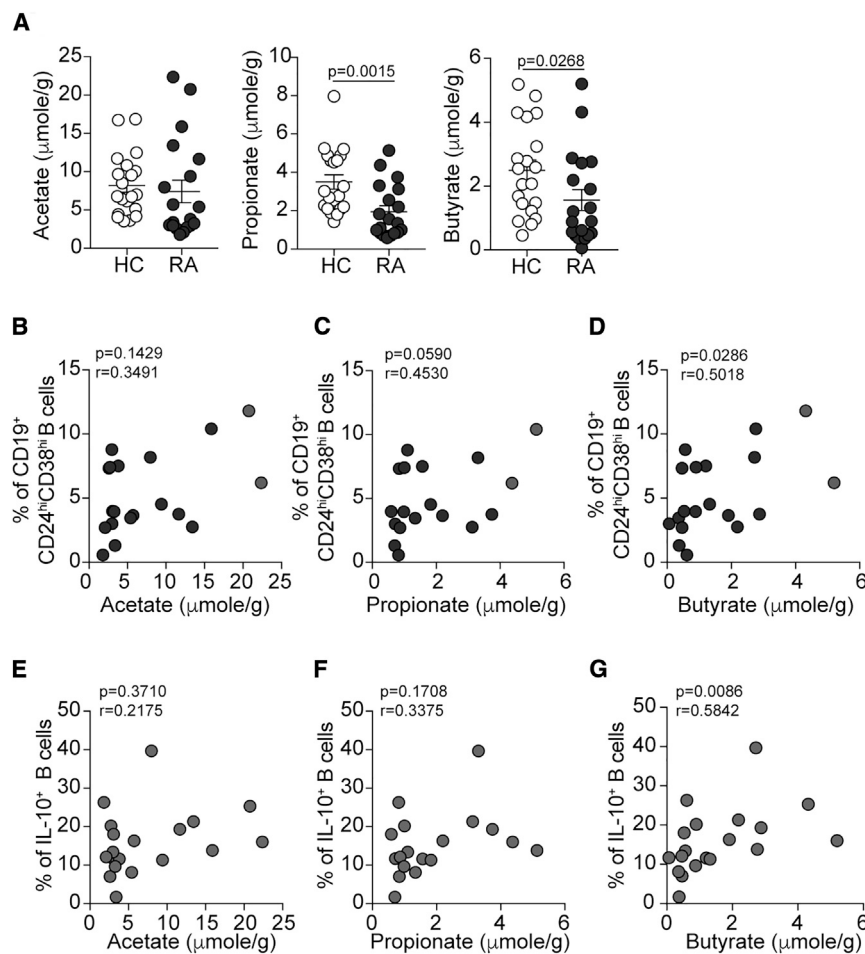 A
Acetate (μmole/g)
25
20
15
10
5
0
HC RA
Propionate (μmole/g)
10
8
6
4
2
0
p=0.0015
HC RA
Butyrate (μmole/g)
6
4
2
0
p=0.0268
HC RA
B
p=0.1429
r=0.3491
% of CD19⁺
CD24ʰⁱCD38ʰⁱ B cells
15
10
5
0
0 5 10 15 20 25
Acetate (μmole/g)
C
p=0.0590
r=0.4530
% of CD19⁺
CD24ʰⁱCD38ʰⁱ B cells
15
10
5
0
0 2 4 6
Propionate (μmole/g)
D
p=0.0286
r=0.5018
% of CD19⁺
CD24ʰⁱCD38ʰⁱ B cells
15
10
5
0
0 2 4 6
Butyrate (μmole/g)
E
p=0.3710
r=0.2175
% of IL-10⁺ B cells
50
40
30
20
10
0
0 5 10 15 20 25
Acetate (μmole/g)
F
p=0.1708
r=0.3375
% of IL-10⁺ B cells
50
40
30
20
10
0
0 2 4 6
Propionate (μmole/g)
G
p=0.0086
r=0.5842
% of IL-10⁺ B cells
50
40
30
20
10
0
0 2 4 6
Butyrate (μmole/g)